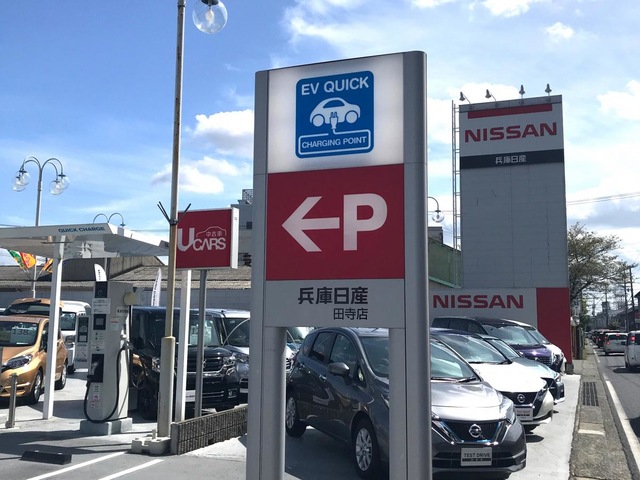 EV QUICK
CHARGING POINT
P
兵庫日産
田寺店
NISSAN
兵庫日産
NISSAN
U CARS
中古車
QUICK CHARGE
TEST DRIVE